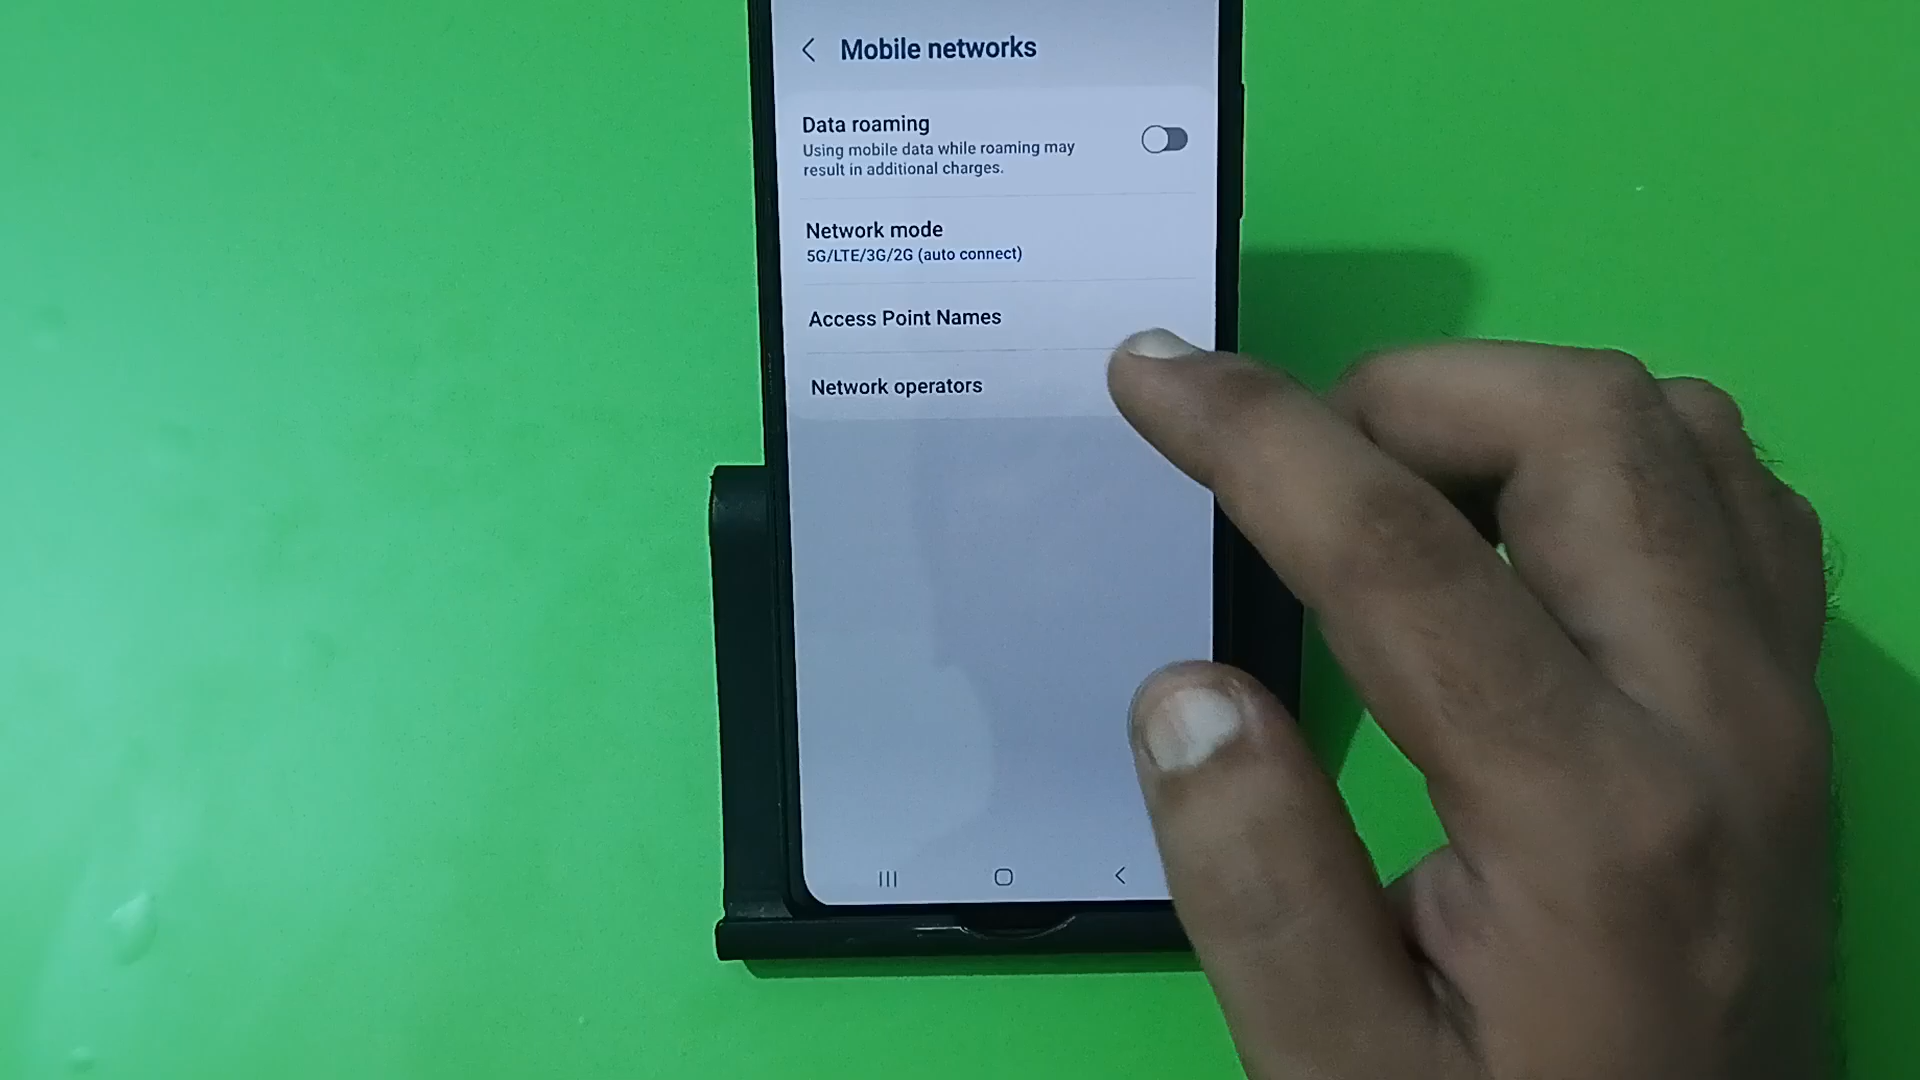 Mobile networks
Data roaming
Using mobile data while roaming may
result in additional charges.
Network mode
5G/LTE/3G/2G (auto connect)
Access Point Names
Network operators